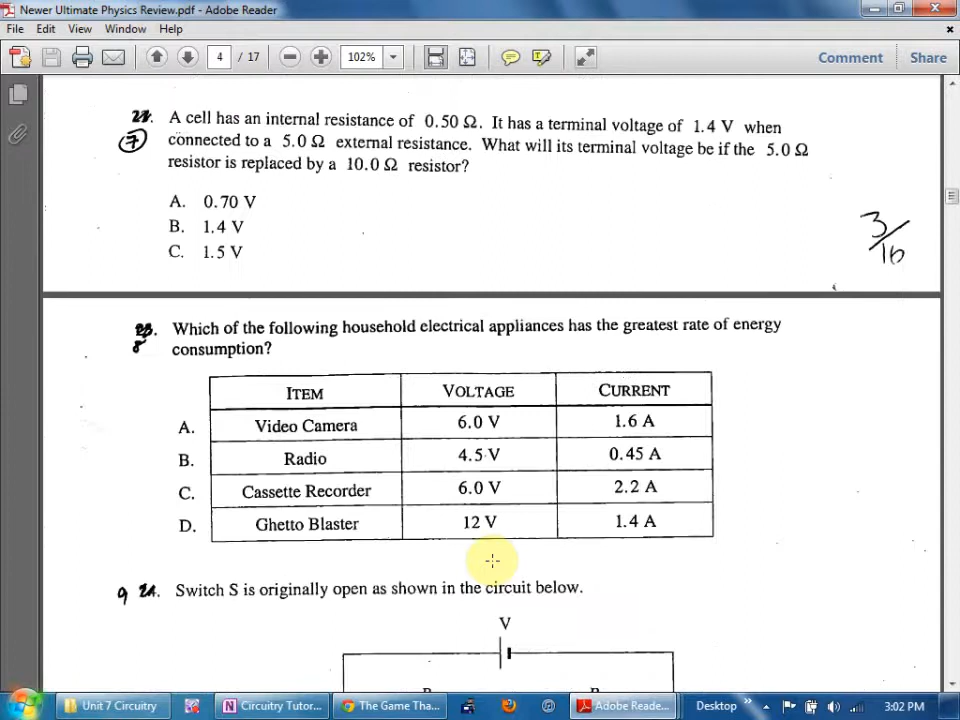 Newer Ultimate Physics Review.pdf - Adobe Reader
File Edit View Window Help
4 / 17 102% Comment Share
7 A cell has an internal resistance of 0.50 Ω. It has a terminal voltage of 1.4 V when
connected to a 5.0 Ω external resistance. What will its terminal voltage be if the 5.0 Ω
resistor is replaced by a 10.0 Ω resistor?
A. 0.70 V
B. 1.4 V
C. 1.5 V
3/16
8 Which of the following household electrical appliances has the greatest rate of energy
consumption?
ITEM VOLTAGE CURRENT
A. Video Camera 6.0 V 1.6 A
B. Radio 4.5 V 0.45 A
C. Cassette Recorder 6.0 V 2.2 A
D. Ghetto Blaster 12 V 1.4 A
9 24. Switch S is originally open as shown in the circuit below.
V
Unit 7 Circuitry Circuitry Tutor... The Game Tha... Adobe Reade... Desktop 3:02 PM